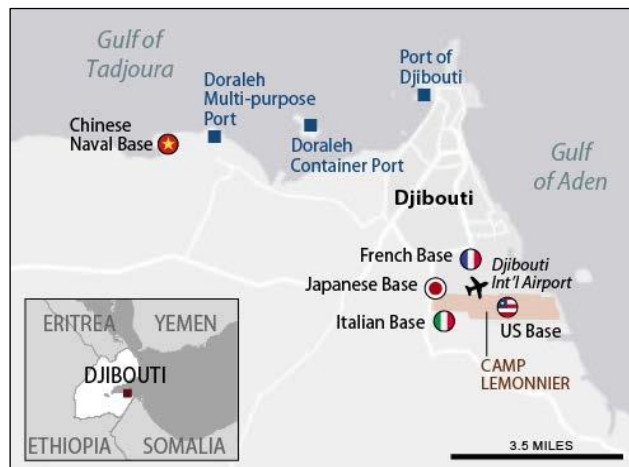 Gulf of
Tadjoura
Port of
Djibouti
Doraleh
Multi-purpose
Port
Chinese
Naval Base
Doraleh
Container Port
Gulf
of Aden
Djibouti
French Base
Djibouti
Int'l Airport
Japanese Base
Italian Base
US Base
CAMP
LEMONNIER
ERITREA
YEMEN
DJIBOUTI
ETHIOPIA
SOMALIA
3.5 MILES